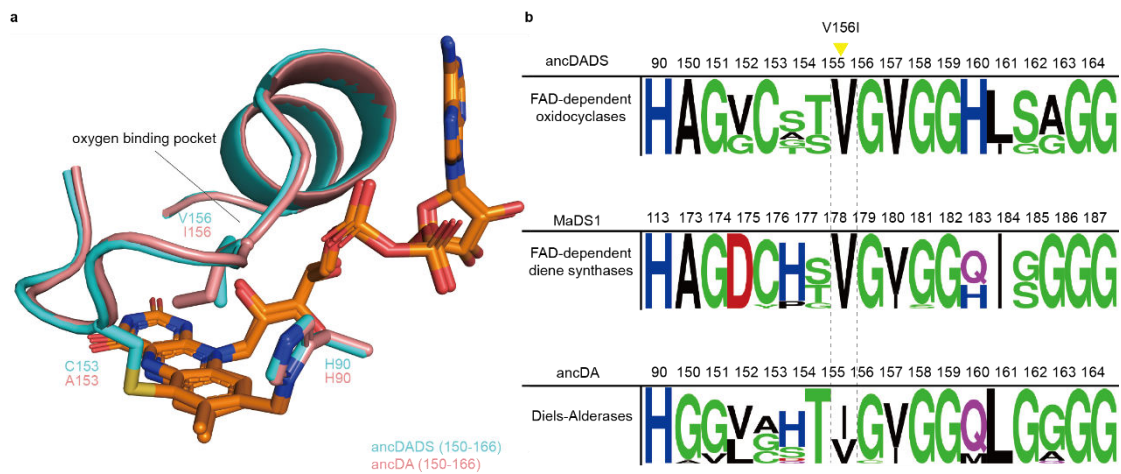 a
oxygen binding pocket
V156
I156
C153
A153
H90
H90
ancDADS (150-166)
ancDA (150-166)
b
V156I
ancDADS
90 150 151 152 153 154 155 156 157 158 159 160 161 162 163 164
FAD-dependent
oxidocyclases
HAGVCSTVGVGGHLSAGG
MaDS1
113 173 174 175 176 177 178 179 180 181 182 183 184 185 186 187
FAD-dependent
diene synthases
HAGDCHSVGYGGQIGGGG
ancDA
90 150 151 152 153 154 155 156 157 158 159 160 161 162 163 164
Diels-Alderases
HGGVAHTIGYGGQLGGGG